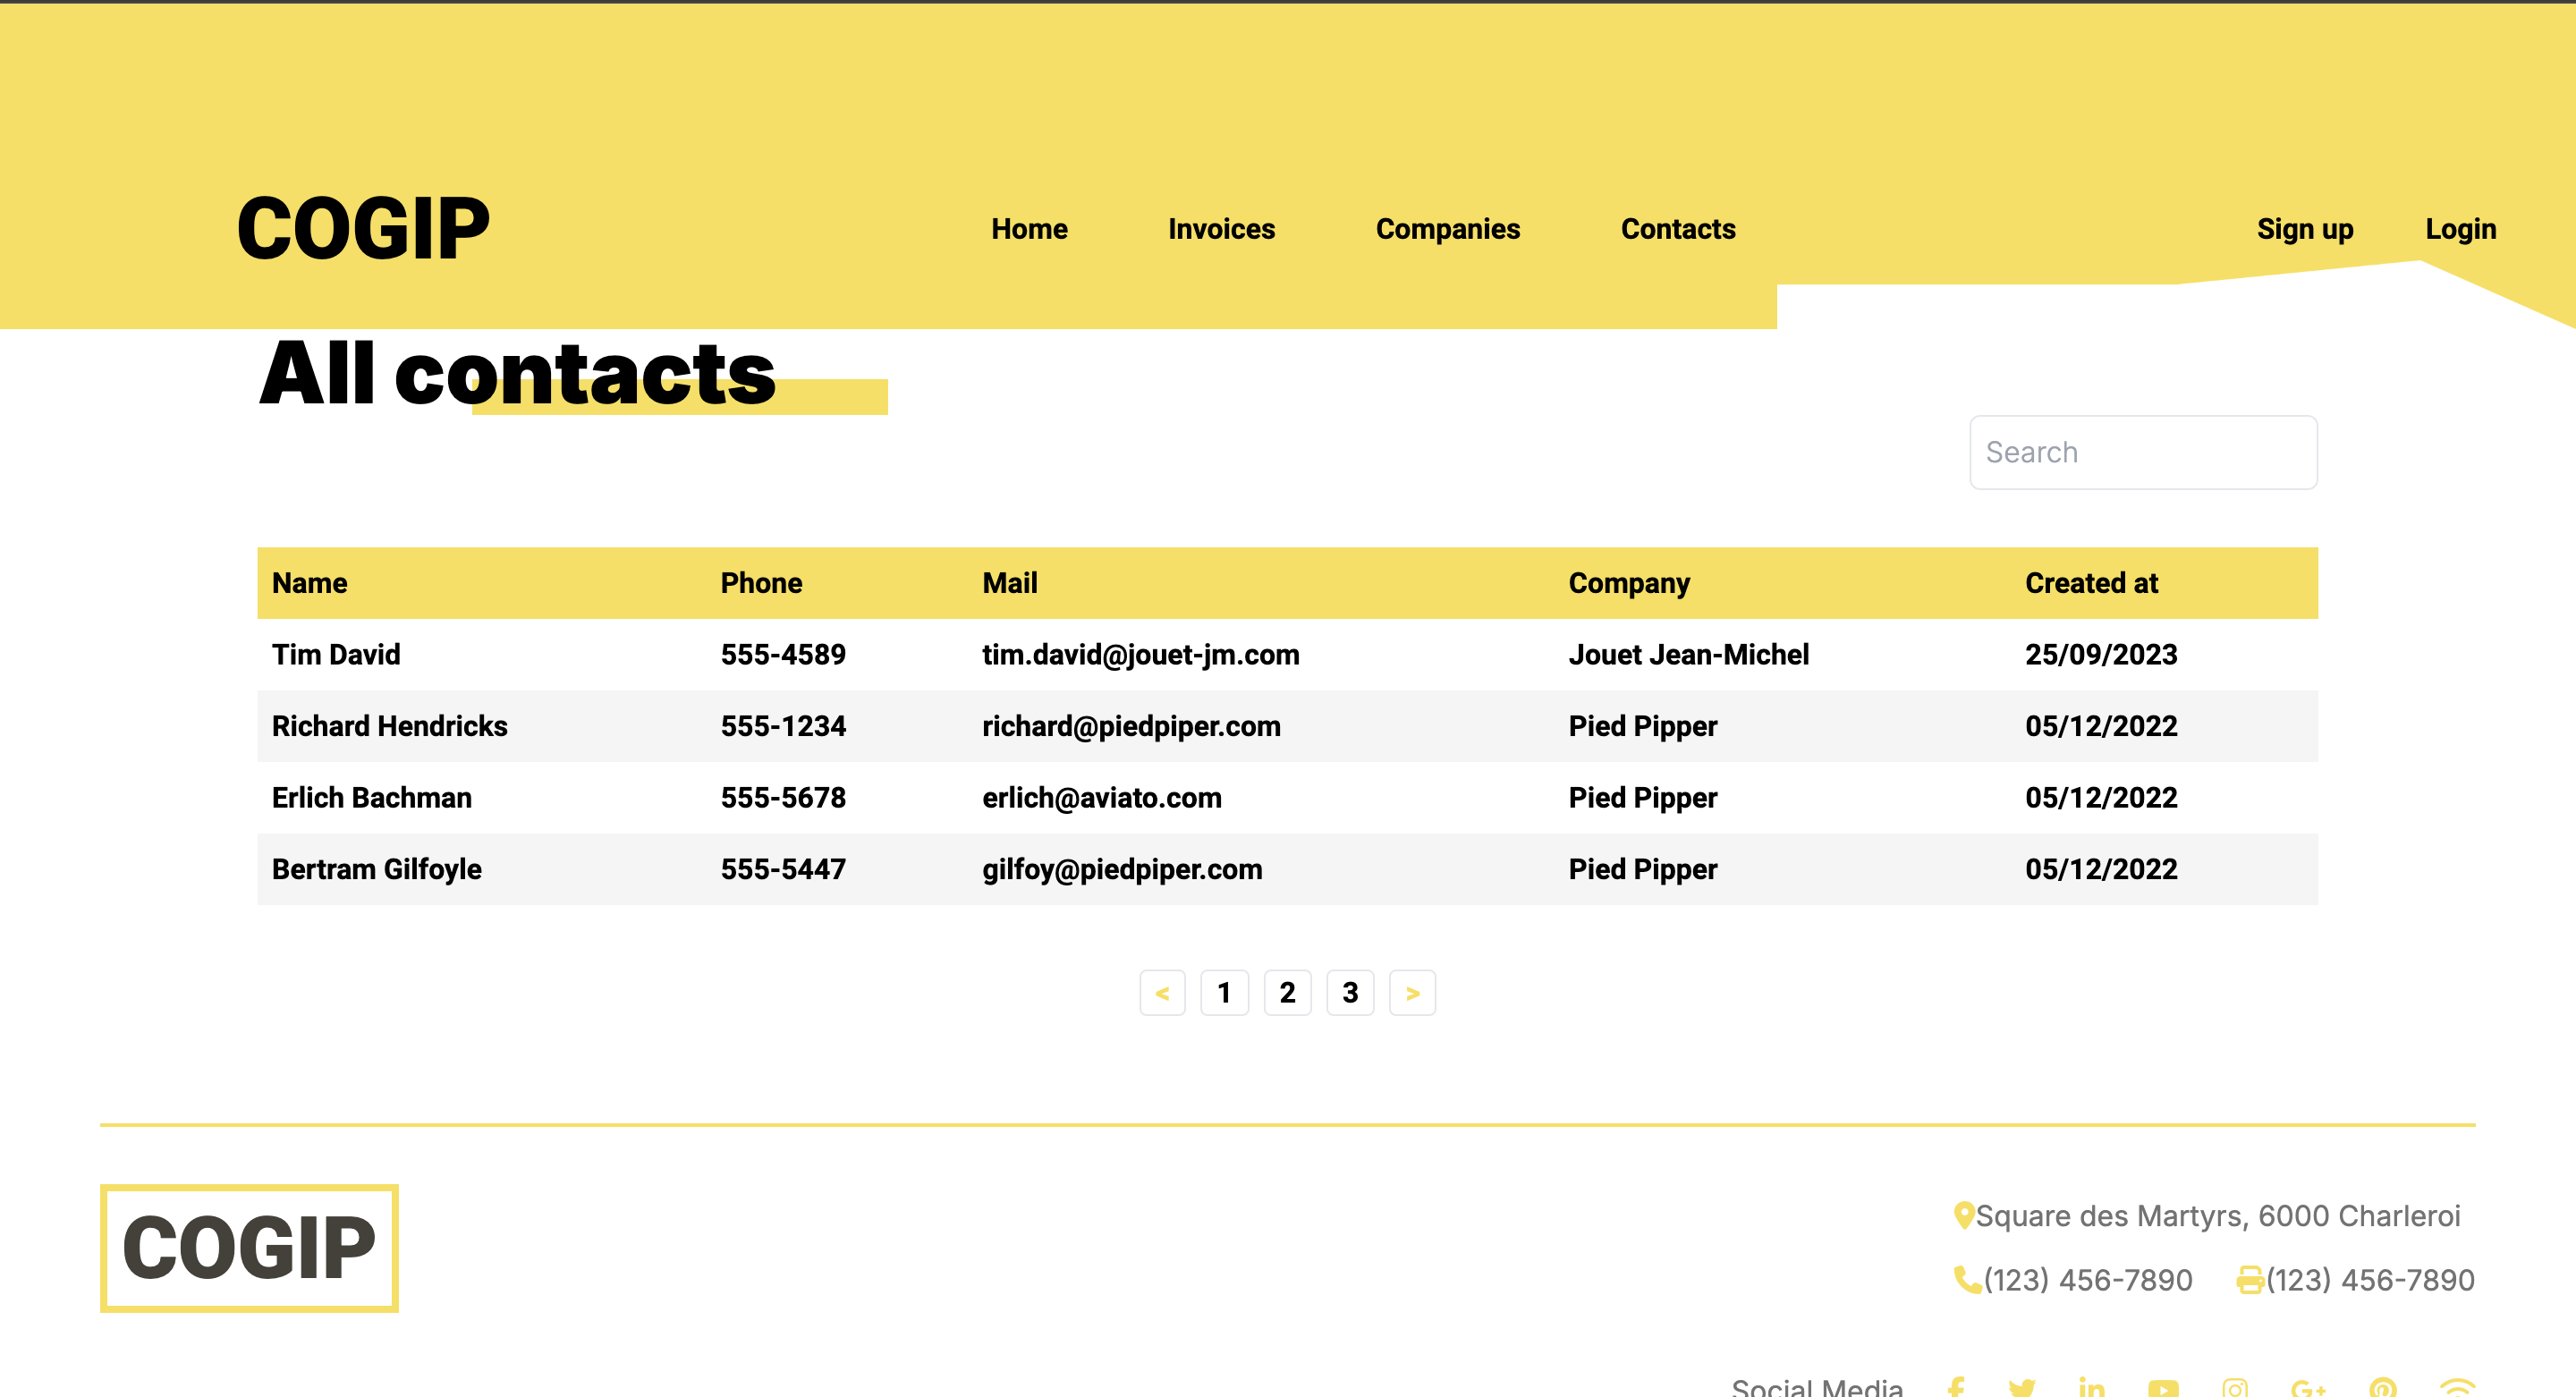 COGIP Home Invoices Companies Contacts Sign up Login
All contacts
Search
Name Phone Mail Company Created at
Tim David 555-4589 tim.david@jouet-jm.com Jouet Jean-Michel 25/09/2023
Richard Hendricks 555-1234 richard@piedpiper.com Pied Pipper 05/12/2022
Erlich Bachman 555-5678 erlich@aviato.com Pied Pipper 05/12/2022
Bertram Gilfoyle 555-5447 gilfoy@piedpiper.com Pied Pipper 05/12/2022
< 1 2 3 >
COGIP
Square des Martyrs, 6000 Charleroi
(123) 456-7890 (123) 456-7890
Social Media